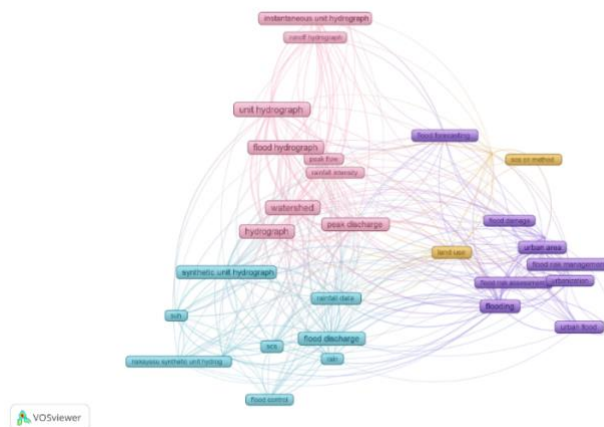 instantaneous unit hydrograph
runoff hydrograph
unit hydrograph
flood forecasting
flood hydrograph
peak flow
scs cn method
rainfall intensity
watershed
flood damage
peak discharge
hydrograph
urban area
land use
flood risk management
synthetic unit hydrograph
flood risk assessment
urbanization
rainfall data
flooding
suh
urban flood
flood discharge
scs
rain
nakayasu synthetic unit hydrog
flood control
VOSviewer